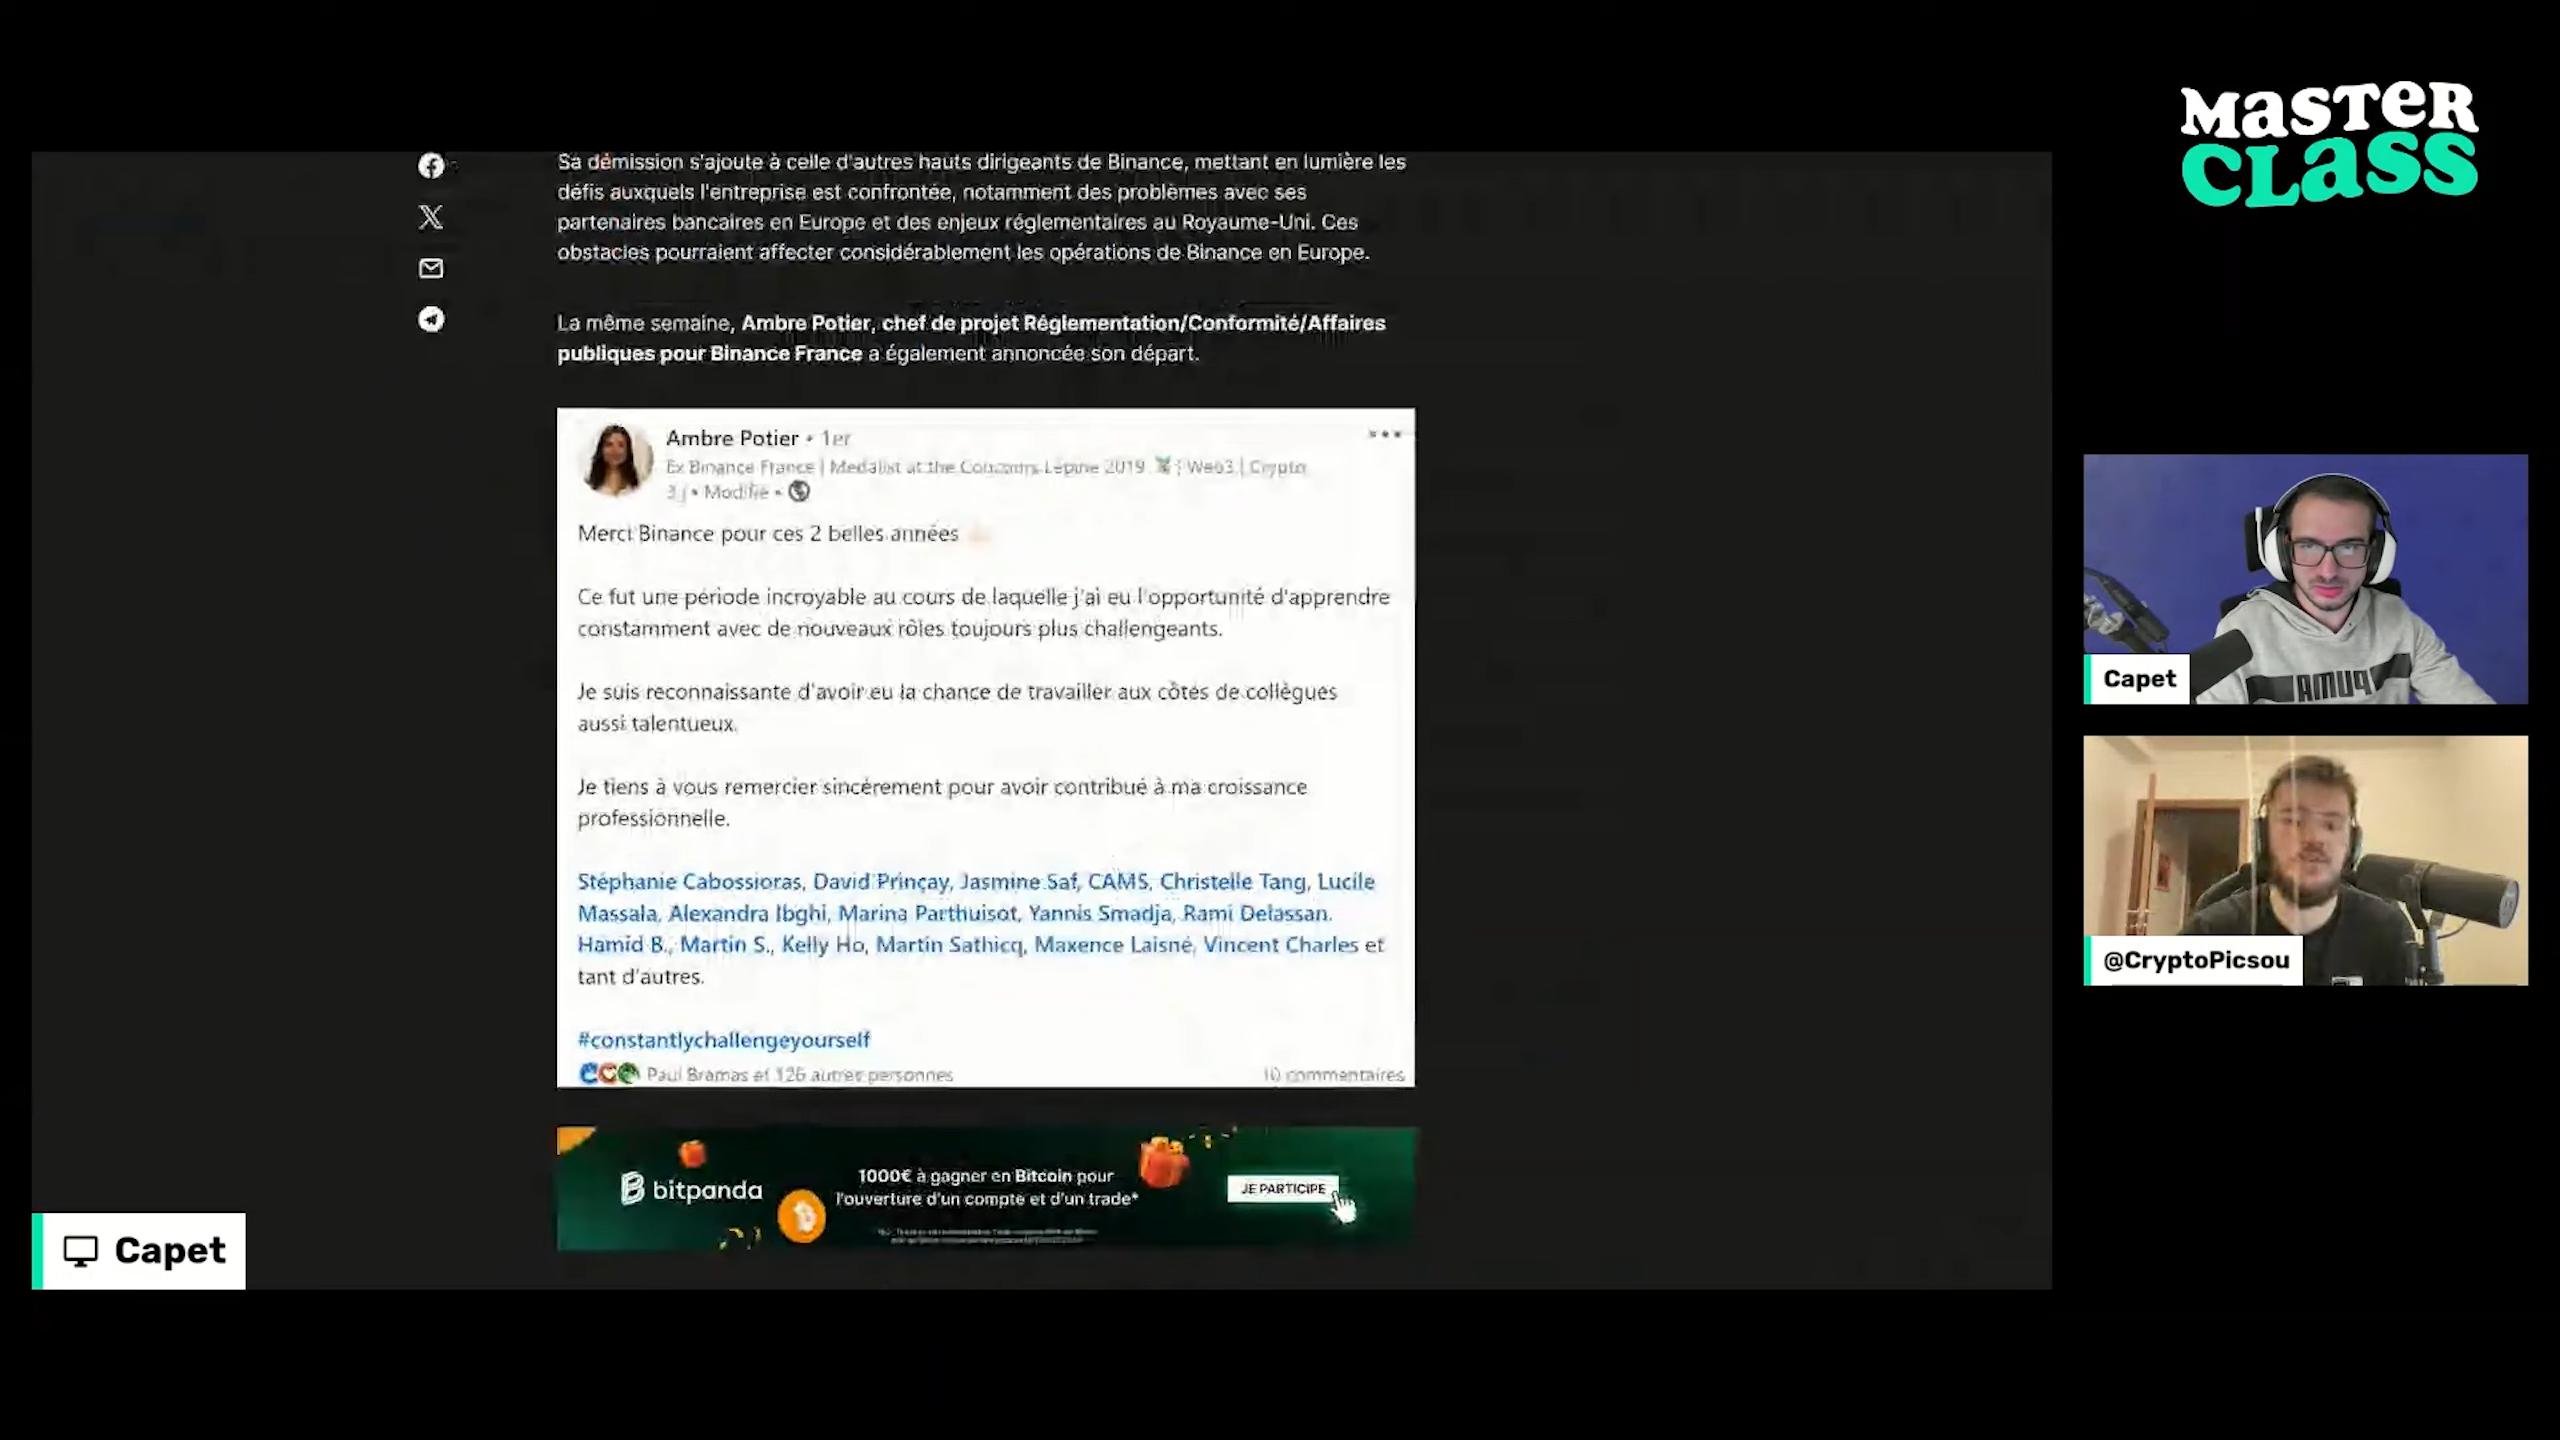 MASTER
CLASS
Sa démission s'ajoute à celle d'autres hauts dirigeants de Binance, mettant en lumière les
défis auxquels l'entreprise est confrontée, notamment des problèmes avec ses
partenaires bancaires en Europe et des enjeux réglementaires au Royaume-Uni. Ces
obstacles pourraient affecter considérablement les opérations de Binance en Europe.
La même semaine, Ambre Potier, chef de projet Réglementation/Conformité/Affaires
publiques pour Binance France a également annoncée son départ.
Ambre Potier • 1er
Ex Binance France | Medalist at the Concours Lépine 2019 | Web3 | Crypto
3 j • Modifié •
Merci Binance pour ces 2 belles années
Ce fut une période incroyable au cours de laquelle j'ai eu l'opportunité d'apprendre
constamment avec de nouveaux rôles toujours plus challengeants.
Je suis reconnaissante d'avoir eu la chance de travailler aux côtés de collègues
aussi talentueux.
Je tiens à vous remercier sincèrement pour avoir contribué à ma croissance
professionnelle.
Stéphanie Cabossioras, David Prinçay, Jasmine Saf, CAMS, Christelle Tang, Lucile
Massala, Alexandra Ibghi, Marina Parthuisot, Yannis Smadja, Rami Delassan.
Hamid B., Martin S., Kelly Ho, Martin Sathicq, Maxence Laisné, Vincent Charles et
tant d'autres.
#constantlychallengeyourself
Paul Bramas et 126 autres personnes
10 commentaires
bitpanda
1000€ à gagner en Bitcoin pour
l'ouverture d'un compte et d'un trade*
JE PARTICIPE
Capet
PUMA
Capet
@CryptoPicsou